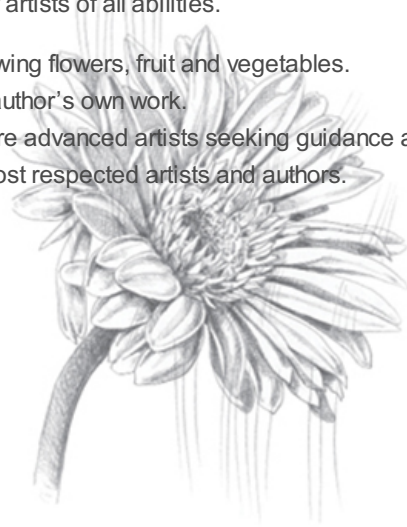 artists of all abilities.
wing flowers, fruit and vegetables.
author's own work.
re advanced artists seeking guidance a
ost respected artists and authors.